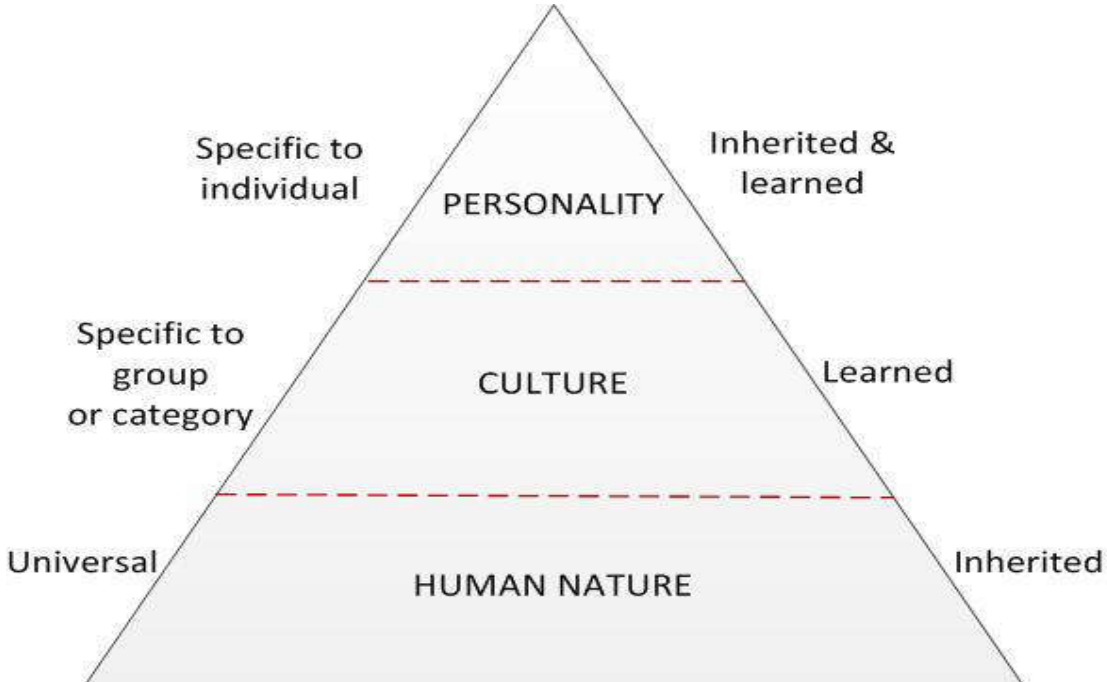 Specific to
individual
PERSONALITY
Inherited &
learned
Specific to
group
or category
CULTURE
Learned
Universal
HUMAN NATURE
Inherited